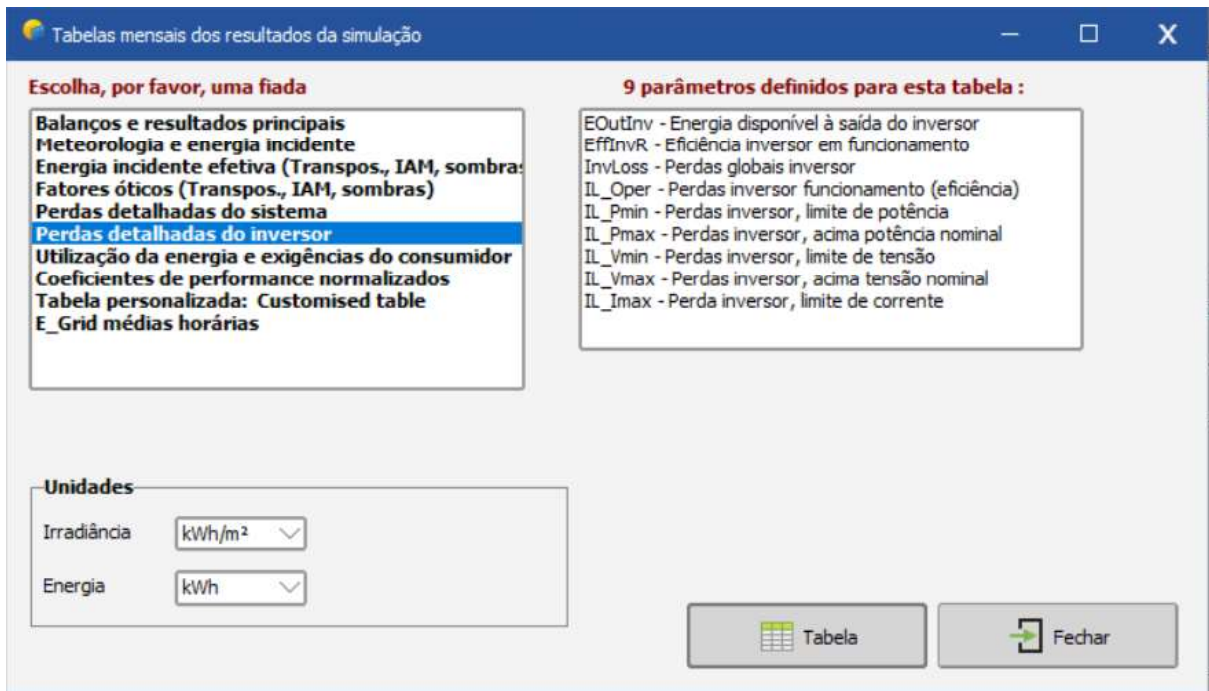 Tabelas mensais dos resultados da simulação
Escolha, por favor, uma fiada
Balanços e resultados principais
Meteorologia e energia incidente
Energia incidente efetiva (Transpos., IAM, sombra
Fatores óticos (Transpos., IAM, sombras)
Perdas detalhadas do sistema
Perdas detalhadas do inversor
Utilização da energia e exigências do consumidor
Coeficientes de performance normalizados
Tabela personalizada: Customised table
E_Grid médias horárias
9 parâmetros definidos para esta tabela :
EOutInv - Energia disponível à saída do inversor
EffInvR - Eficiência inversor em funcionamento
InvLoss - Perdas globais inversor
IL_Oper - Perdas inversor funcionamento (eficiência)
IL_Pmin - Perdas inversor, limite de potência
IL_Pmax - Perdas inversor, acima potência nominal
IL_Vmin - Perdas inversor, limite de tensão
IL_Vmax - Perdas inversor, acima tensão nominal
IL_Imax - Perda inversor, limite de corrente
Unidades
Irradiância kWh/m²
Energia kWh
Tabela
Fechar